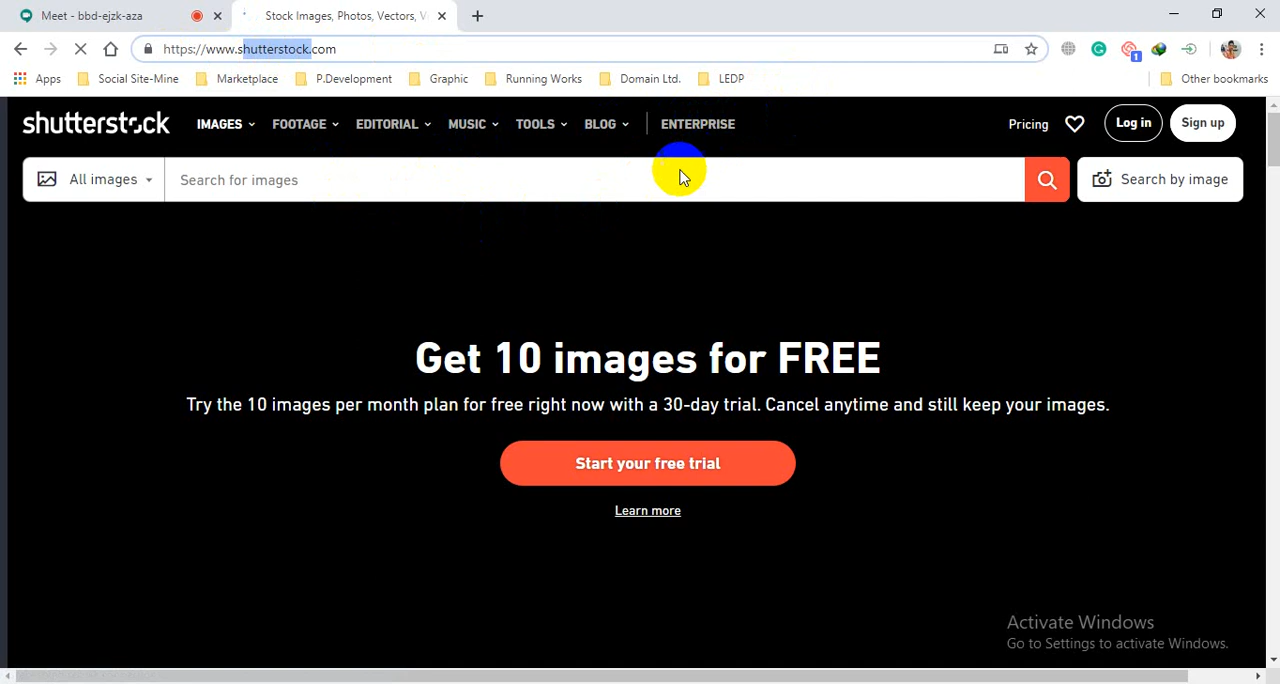 Meet - bbd-ejzk-aza
Stock Images, Photos, Vectors, V
https://www.shutterstock.com
1
Apps Social Site-Mine Marketplace P.Development Graphic Running Works Domain Ltd. LEDP Other bookmarks
shutterstock IMAGES FOOTAGE EDITORIAL MUSIC TOOLS BLOG ENTERPRISE Pricing Log in Sign up
All images Search for images Search by image
Get 10 images for FREE
Try the 10 images per month plan for free right now with a 30-day trial. Cancel anytime and still keep your images.
Start your free trial
Learn more
Activate Windows
Go to Settings to activate Windows.